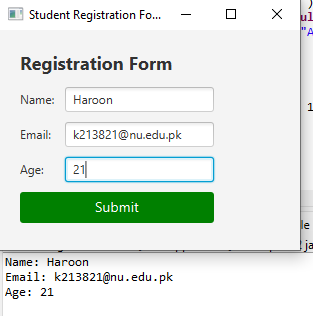 Student Registration Fo...
Registration Form
Name: Haroon
Email: k213821@nu.edu.pk
Age: 21
Submit
Name: Haroon
Email: k213821@nu.edu.pk
Age: 21